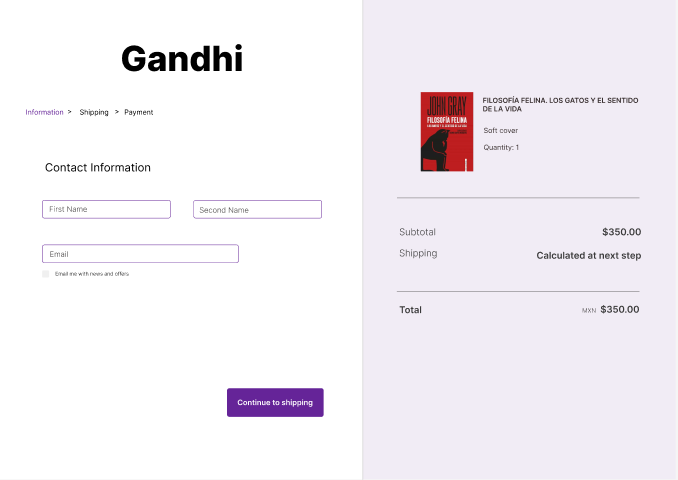 Gandhi
Information > Shipping > Payment
Contact Information
First Name
Second Name
Email
Email me with news and offers
Continue to shipping
JOHN GRAY
FILOSOFÍA FELINA
FILOSOFÍA FELINA. LOS GATOS Y EL SENTIDO
DE LA VIDA
Soft cover
Quantity: 1
Subtotal
$350.00
Shipping
Calculated at next step
Total
MXN $350.00